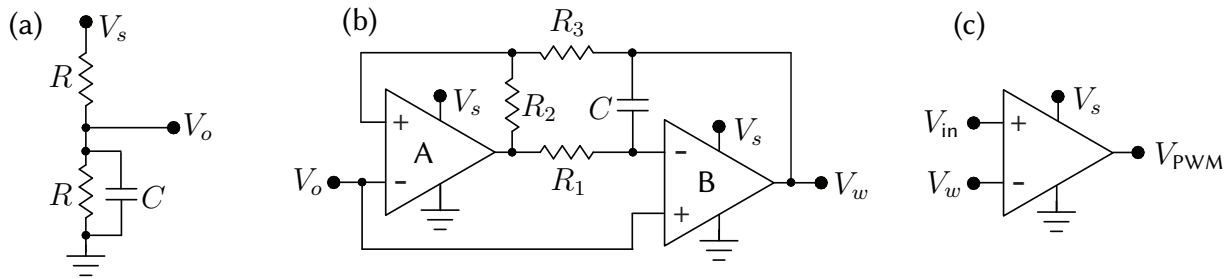 (a)
V_s
R
V_o
R
C
(b)
R_3
V_s
R_2
C
V_s
+
A
-
-
B
+
R_1
V_o
V_w
(c)
V_s
V_in
+
V_w
-
V_PWM